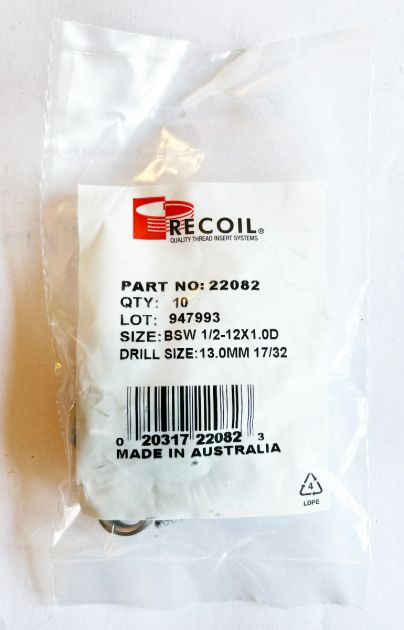 RECOIL®
QUALITY THREAD INSERT SYSTEMS
PART NO: 22082
QTY: 10
LOT: 947993
SIZE: BSW 1/2-12X1.0D
DRILL SIZE: 13.0MM 17/32
0 20317 22082 3
MADE IN AUSTRALIA
4
LDPE